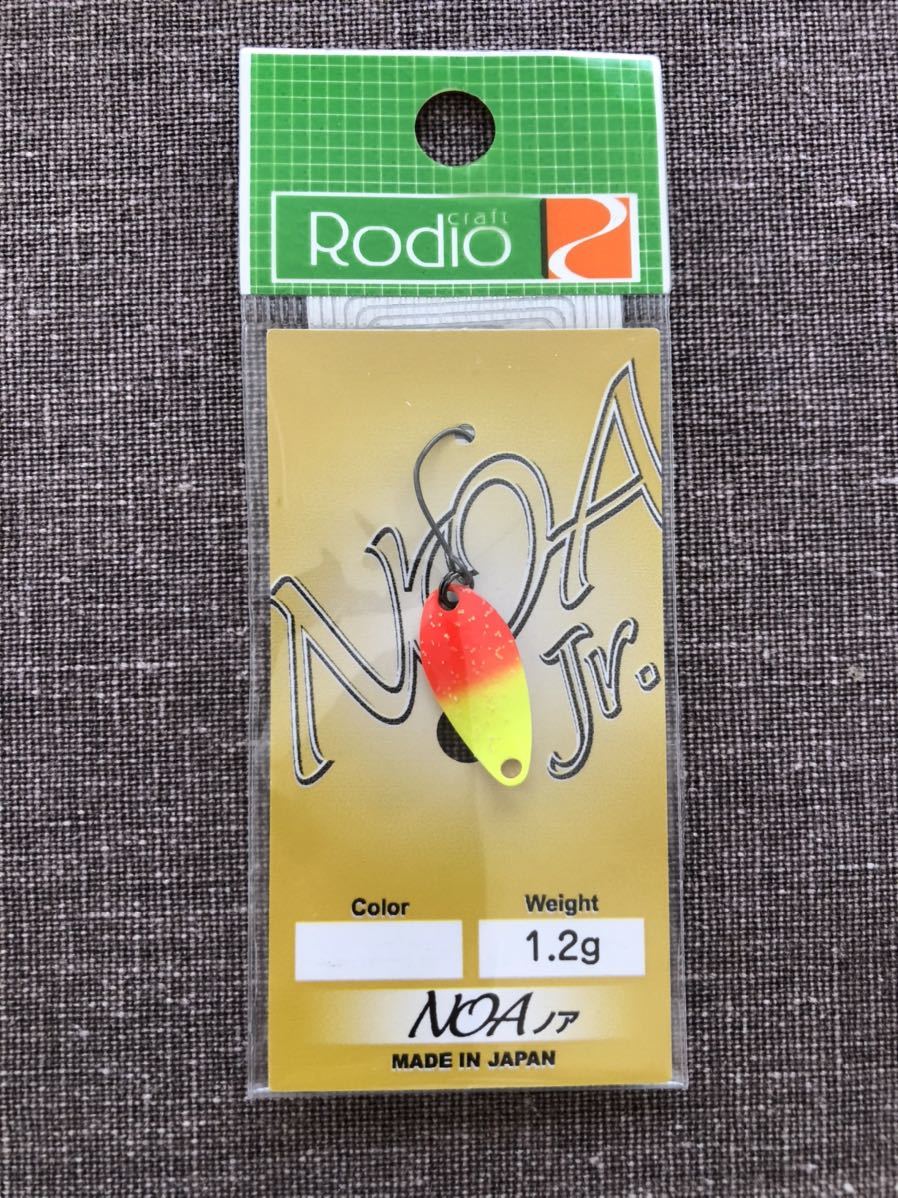 Rodio craft
NOA
Jr.
Color
Weight
1.2g
NOA ノア
MADE IN JAPAN